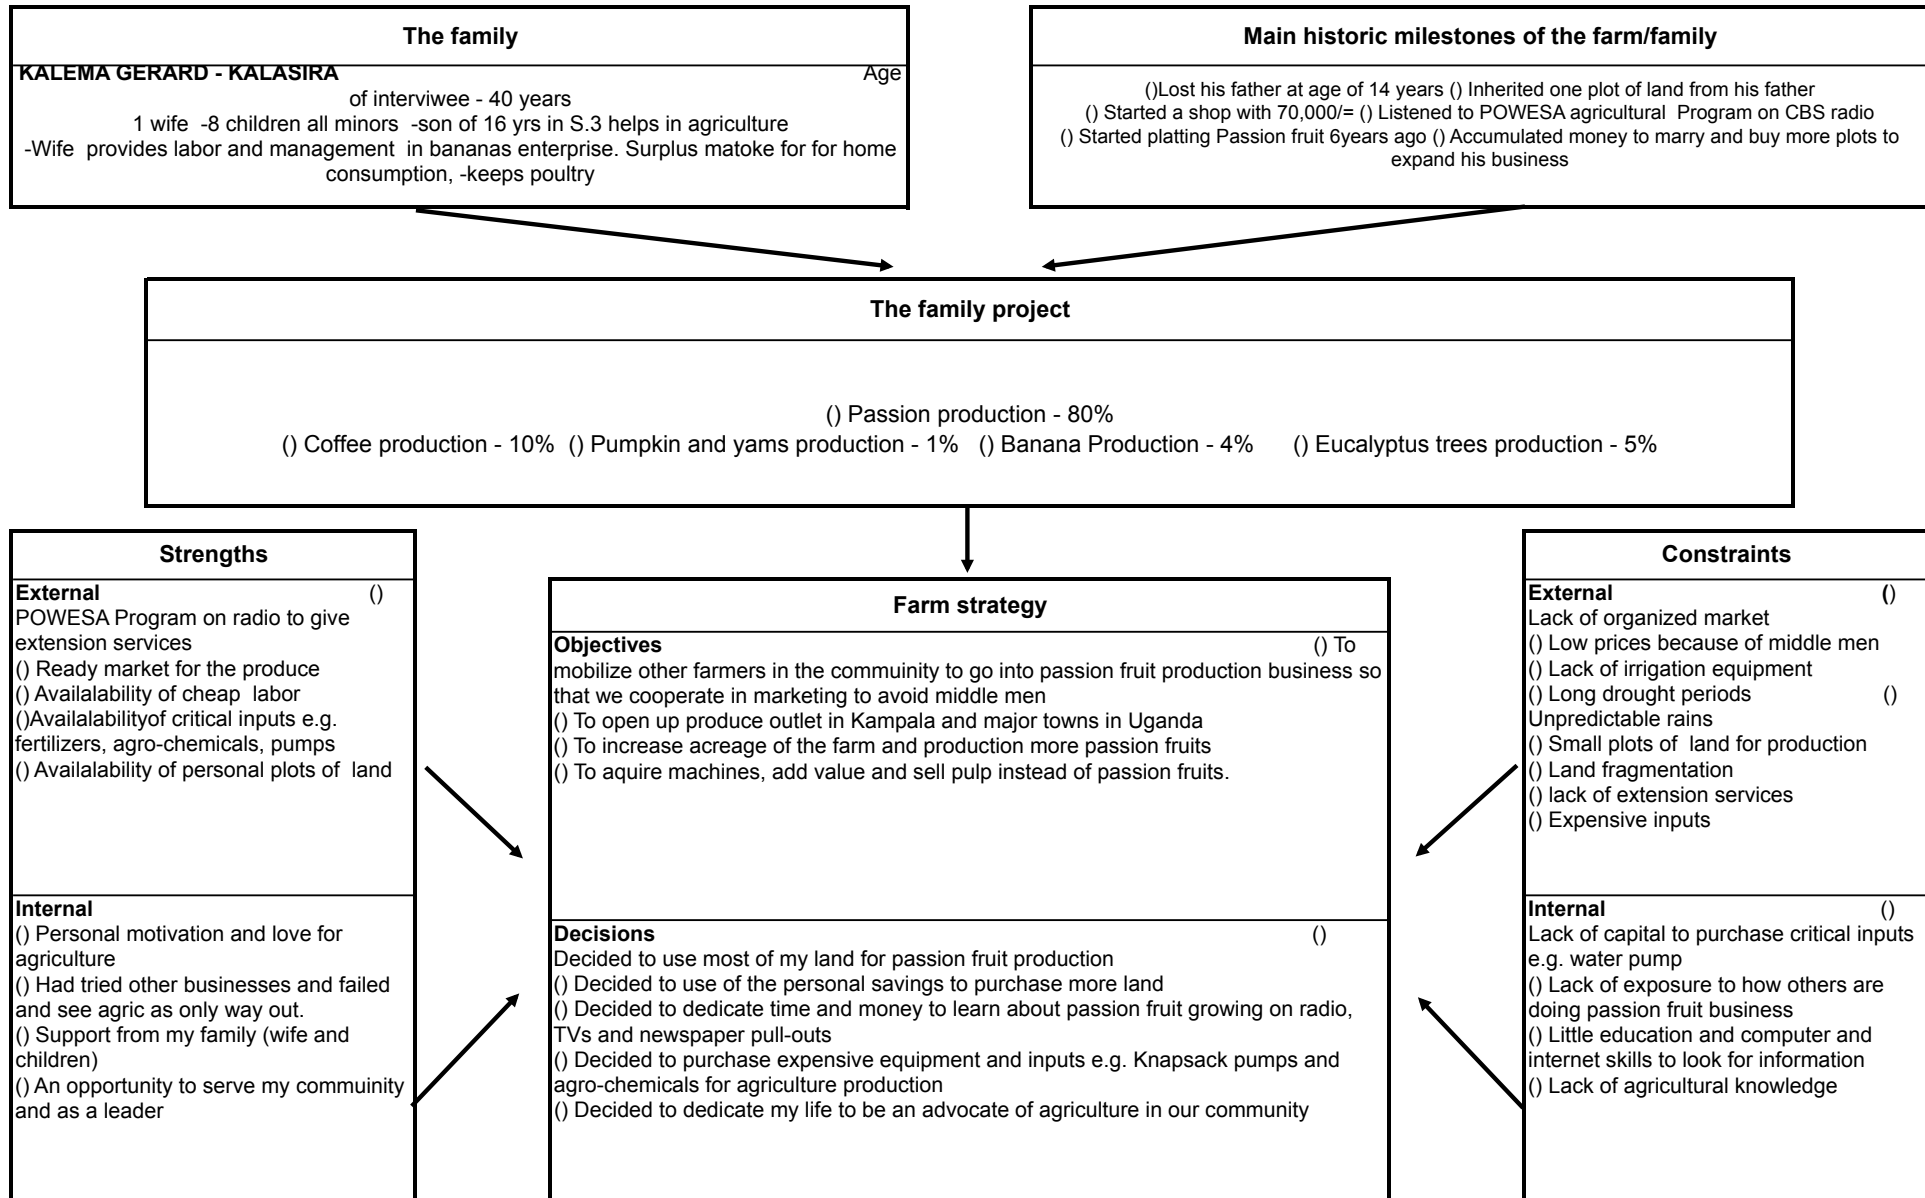 The family
KALEMA GERARD - KALASIRA Age
of interviwee - 40 years
1 wife -8 children all minors -son of 16 yrs in S.3 helps in agriculture
-Wife provides labor and management in bananas enterprise. Surplus matoke for for home
consumption, -keeps poultry
Main historic milestones of the farm/family
()Lost his father at age of 14 years () Inherited one plot of land from his father
() Started a shop with 70,000/= () Listened to POWESA agricultural Program on CBS radio
() Started platting Passion fruit 6years ago () Accumulated money to marry and buy more plots to
expand his business
The family project
() Passion production - 80%
() Coffee production - 10% () Pumpkin and yams production - 1% () Banana Production - 4% () Eucalyptus trees production - 5%
Strengths
External ()
POWESA Program on radio to give
extension services
() Ready market for the produce
() Availalability of cheap labor
()Availalabilityof critical inputs e.g.
fertilizers, agro-chemicals, pumps
() Availalability of personal plots of land
Internal
() Personal motivation and love for
agriculture
() Had tried other businesses and failed
and see agric as only way out.
() Support from my family (wife and
children)
() An opportunity to serve my commuinity
and as a leader
Farm strategy
Objectives () To
mobilize other farmers in the commuinity to go into passion fruit production business so
that we cooperate in marketing to avoid middle men
() To open up produce outlet in Kampala and major towns in Uganda
() To increase acreage of the farm and production more passion fruits
() To aquire machines, add value and sell pulp instead of passion fruits.
Decisions ()
Decided to use most of my land for passion fruit production
() Decided to use of the personal savings to purchase more land
() Decided to dedicate time and money to learn about passion fruit growing on radio,
TVs and newspaper pull-outs
() Decided to purchase expensive equipment and inputs e.g. Knapsack pumps and
agro-chemicals for agriculture production
() Decided to dedicate my life to be an advocate of agriculture in our community
Constraints
External ()
Lack of organized market
() Low prices because of middle men
() Lack of irrigation equipment
() Long drought periods ()
Unpredictable rains
() Small plots of land for production
() Land fragmentation
() lack of extension services
() Expensive inputs
Internal ()
Lack of capital to purchase critical inputs
e.g. water pump
() Lack of exposure to how others are
doing passion fruit business
() Little education and computer and
internet skills to look for information
() Lack of agricultural knowledge